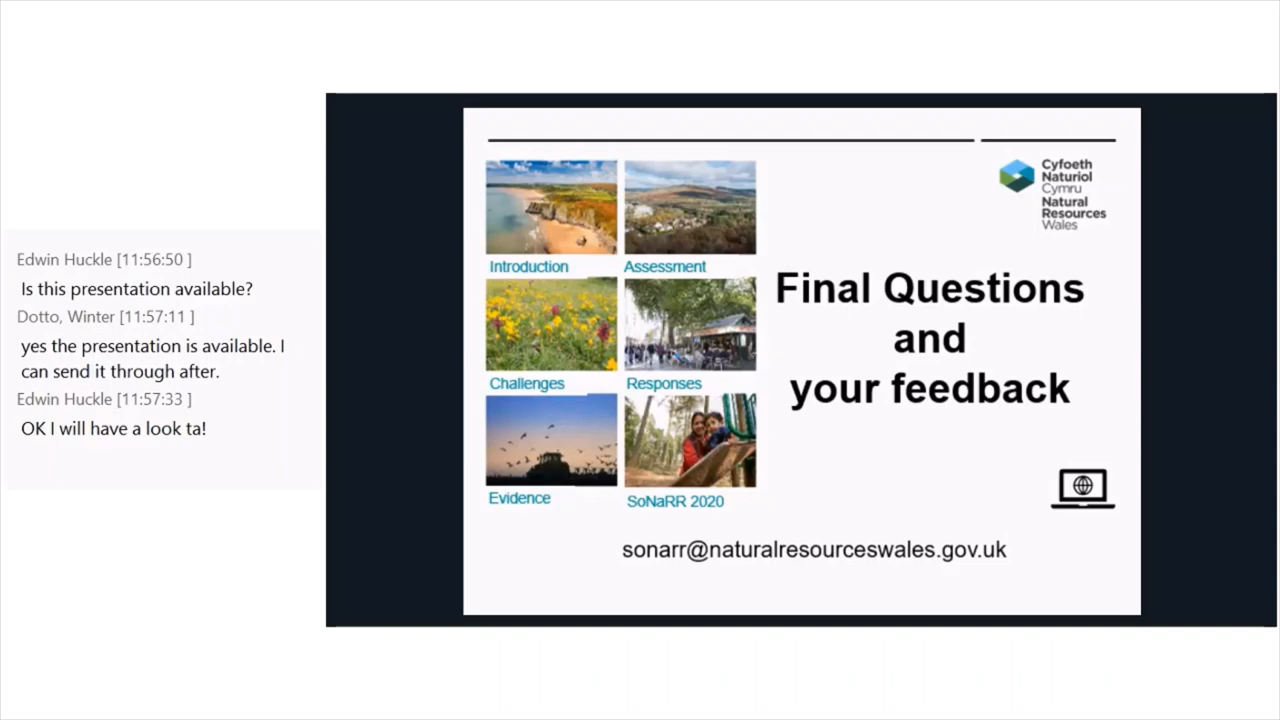 Edwin Huckle [11:56:50 ]
Is this presentation available?
Dotto, Winter [11:57:11 ]
yes the presentation is available. I
can send it through after.
Edwin Huckle [11:57:33 ]
OK I will have a look ta!
Cyfoeth
Naturiol
Cymru
Natural
Resources
Wales
Introduction
Assessment
Challenges
Responses
Evidence
SoNaRR 2020
Final Questions
and
your feedback
sonarr@naturalresourceswales.gov.uk